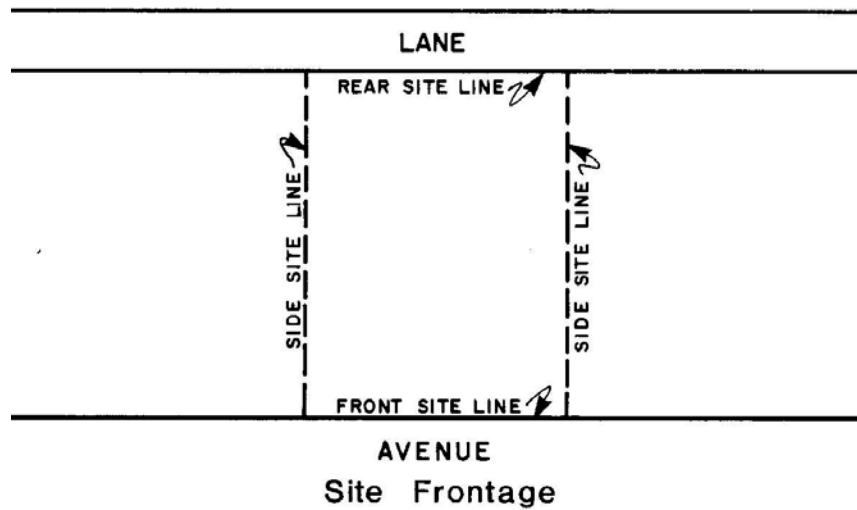 LANE
REAR SITE LINE
SIDE SITE LINE
SIDE SITE LINE
FRONT SITE LINE
AVENUE
Site Frontage